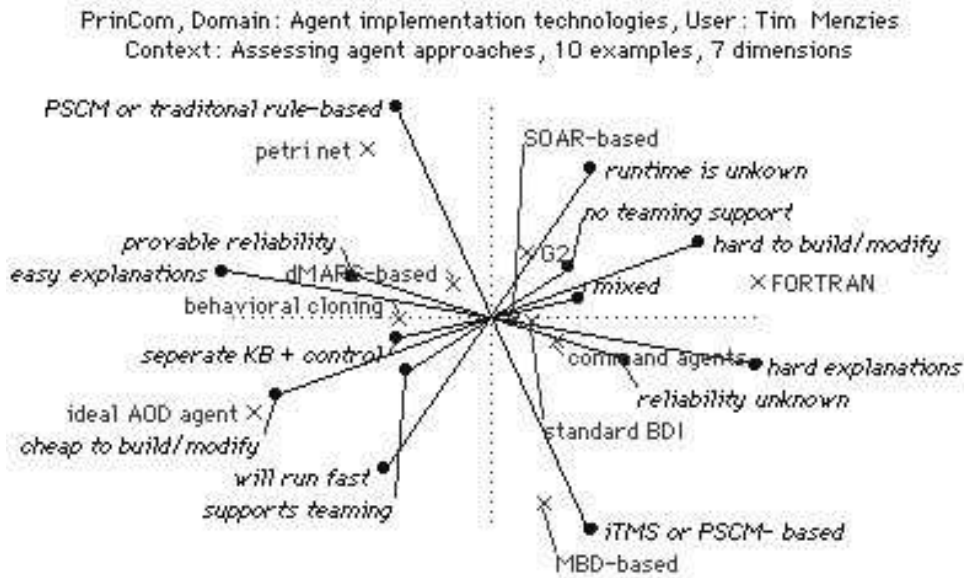 PrinCom, Domain: Agent implementation technologies, User: Tim Menzies
Context: Assessing agent approaches, 10 examples, 7 dimensions
PSCM or traditonal rule-based
SOAR-based
petri net
runtime is unkown
no teaming support
provable reliability
G2
hard to build/modify
easy explanations
dMARS-based
mixed
FORTRAN
behavioral cloning
seperate KB + control
command agents
hard explanations
reliability unknown
ideal AOD agent
standard BDI
cheap to build/modify
will run fast
supports teaming
iTMS or PSCM- based
MBD-based